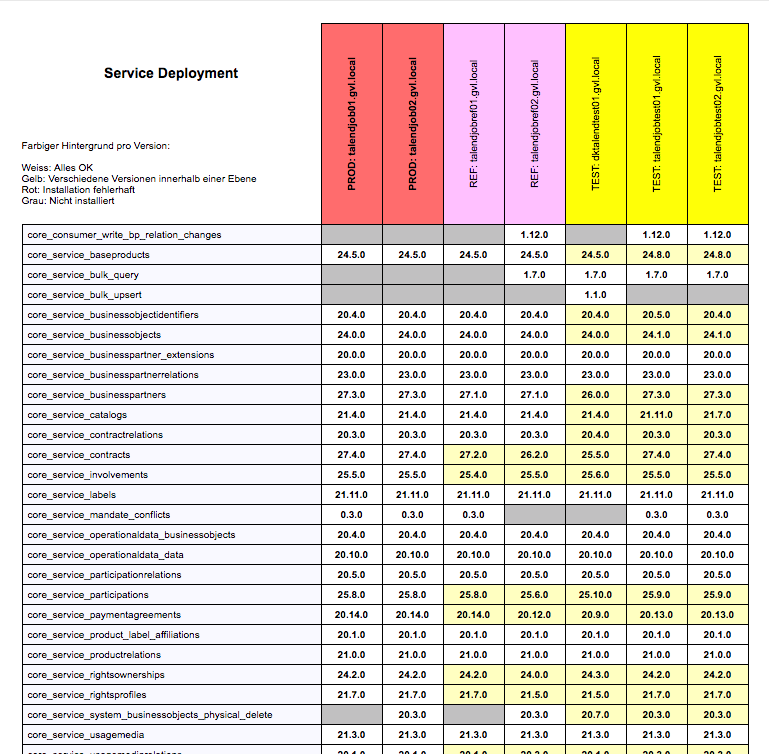 Service Deployment
Farbiger Hintergrund pro Version:
Weiss: Alles OK
Gelb: Verschiedene Versionen innerhalb einer Ebene
Rot: Installation fehlerhaft
Grau: Nicht installiert
PROD: talendjob01.gvl.local
PROD: talendjob02.gvl.local
REF: talendjobref01.gvl.local
REF: talendjobref02.gvl.local
TEST: dktalendtest01.gvl.local
TEST: talendjobtest01.gvl.local
TEST: talendjobtest02.gvl.local
core_consumer_write_bp_relation_changes 1.12.0 1.12.0 1.12.0
core_service_baseproducts 24.5.0 24.5.0 24.5.0 24.5.0 24.5.0 24.8.0 24.8.0
core_service_bulk_query 1.7.0 1.7.0 1.7.0 1.7.0
core_service_bulk_upsert 1.1.0
core_service_businessobjectidentifiers 20.4.0 20.4.0 20.4.0 20.4.0 20.4.0 20.5.0 20.4.0
core_service_businessobjects 24.0.0 24.0.0 24.0.0 24.0.0 24.0.0 24.1.0 24.1.0
core_service_businesspartner_extensions 20.0.0 20.0.0 20.0.0 20.0.0 20.0.0 20.0.0 20.0.0
core_service_businesspartnerrelations 23.0.0 23.0.0 23.0.0 23.0.0 23.0.0 23.0.0 23.0.0
core_service_businesspartners 27.3.0 27.3.0 27.1.0 27.1.0 26.0.0 27.3.0 27.3.0
core_service_catalogs 21.4.0 21.4.0 21.4.0 21.4.0 21.4.0 21.11.0 21.7.0
core_service_contractrelations 20.3.0 20.3.0 20.3.0 20.3.0 20.4.0 20.3.0 20.3.0
core_service_contracts 27.4.0 27.4.0 27.2.0 26.2.0 25.5.0 27.4.0 27.4.0
core_service_involvements 25.5.0 25.5.0 25.4.0 25.5.0 25.6.0 25.5.0 25.5.0
core_service_labels 21.11.0 21.11.0 21.11.0 21.11.0 21.11.0 21.11.0 21.11.0
core_service_mandate_conflicts 0.3.0 0.3.0 0.3.0 0.3.0 0.3.0
core_service_operationaldata_businessobjects 20.4.0 20.4.0 20.4.0 20.4.0 20.4.0 20.4.0 20.4.0
core_service_operationaldata_data 20.10.0 20.10.0 20.10.0 20.10.0 20.10.0 20.10.0 20.10.0
core_service_participationrelations 20.5.0 20.5.0 20.5.0 20.5.0 20.5.0 20.5.0 20.5.0
core_service_participations 25.8.0 25.8.0 25.8.0 25.6.0 25.10.0 25.9.0 25.9.0
core_service_paymentagreements 20.14.0 20.14.0 20.14.0 20.12.0 20.9.0 20.13.0 20.13.0
core_service_product_label_affiliations 20.1.0 20.1.0 20.1.0 20.1.0 20.1.0 20.1.0 20.1.0
core_service_productrelations 21.0.0 21.0.0 21.0.0 21.0.0 21.0.0 21.0.0 21.0.0
core_service_rightsownerships 24.2.0 24.2.0 24.2.0 24.0.0 24.3.0 24.2.0 24.2.0
core_service_rightsprofiles 21.7.0 21.7.0 21.7.0 21.5.0 21.5.0 21.7.0 21.7.0
core_service_system_businessobjects_physical_delete 20.3.0 20.3.0 20.7.0 20.3.0 20.3.0
core_service_usagemedia 21.3.0 21.3.0 21.3.0 21.3.0 21.3.0 21.3.0 21.3.0